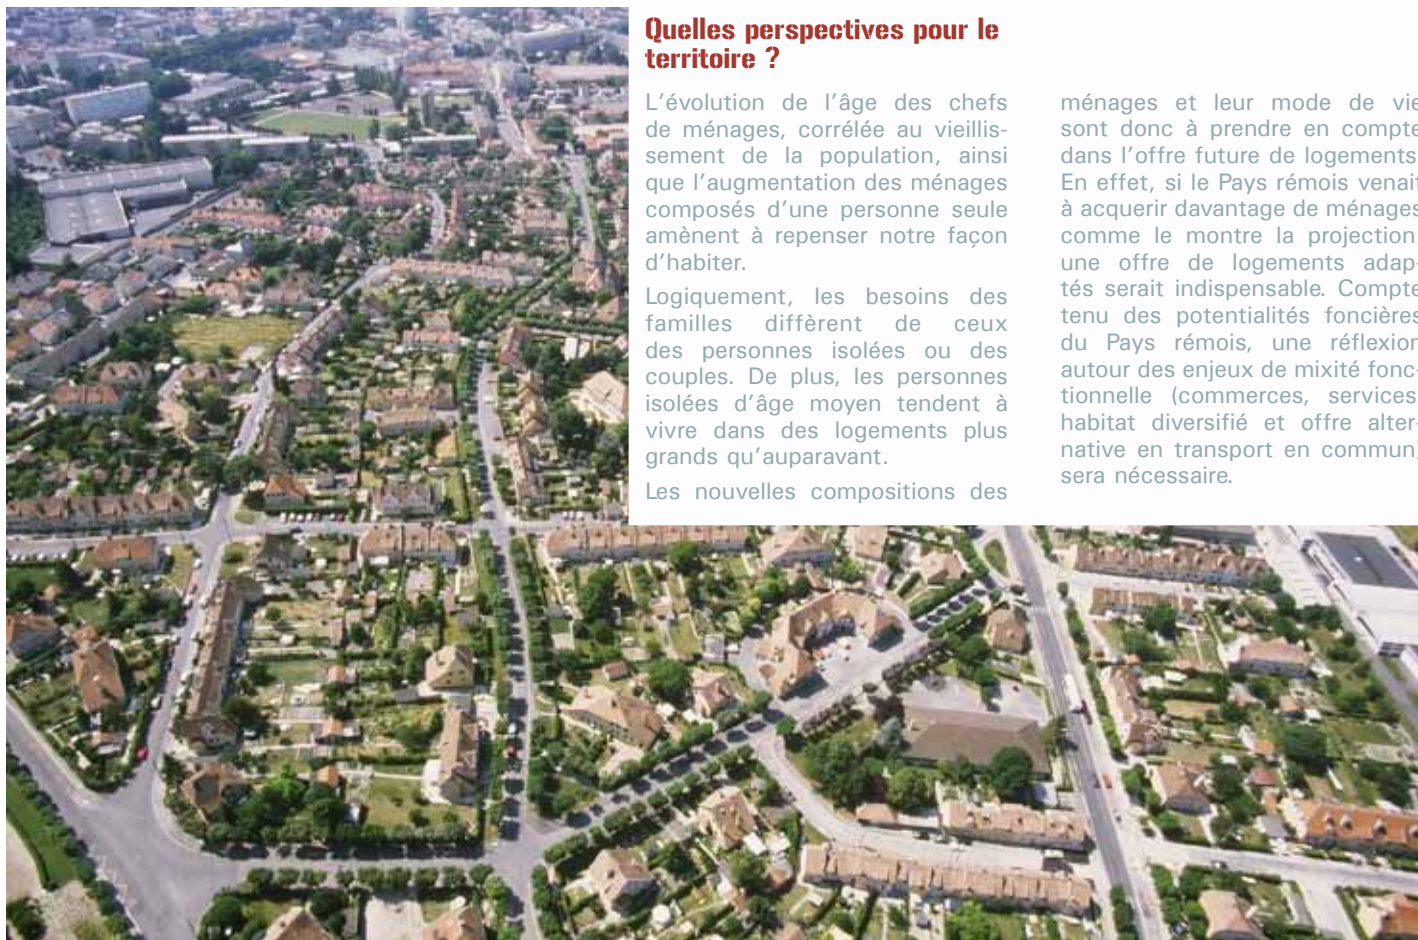 Quelles perspectives pour le
territoire ?
L'évolution de l'âge des chefs
de ménages, corrélée au vieillis-
sement de la population, ainsi
que l'augmentation des ménages
composés d'une personne seule
amènent à repenser notre façon
d'habiter.
Logiquement, les besoins des
familles diffèrent de ceux
des personnes isolées ou des
couples. De plus, les personnes
isolées d'âge moyen tendent à
vivre dans des logements plus
grands qu'auparavant.
Les nouvelles compositions des
ménages et leur mode de vie
sont donc à prendre en compte
dans l'offre future de logements.
En effet, si le Pays rémois venait
à acquerir davantage de ménages
comme le montre la projection,
une offre de logements adap-
tés serait indispensable. Compte
tenu des potentialités foncières
du Pays rémois, une réflexion
autour des enjeux de mixité fonc-
tionnelle (commerces, services,
habitat diversifié et offre alter-
native en transport en commun)
sera nécessaire.